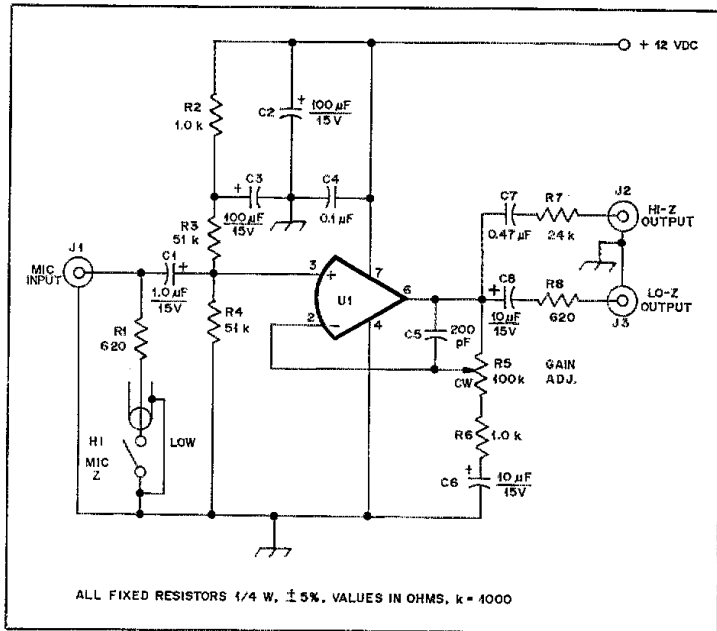 + 12 VDC
R2
1.0 k
C2
+
100 µF
15V
C3
+
100 µF
15V
C4
0.1 µF
R3
51 k
J1
MIC
INPUT
C1
+
1.0 µF
15V
R1
620
R4
51 k
3
+
7
U1
6
2
−
4
C5
200
pF
C7
0.47 µF
R7
24 k
J2
HI-Z
OUTPUT
C8
+
10 µF
15V
R8
620
LO-Z
OUTPUT
J3
R5
100k
CW
GAIN
ADJ.
R6
1.0 k
C6
+
10 µF
15V
HI
MIC
Z
LOW
ALL FIXED RESISTORS 1/4 W, ±5%, VALUES IN OHMS, k = 1000